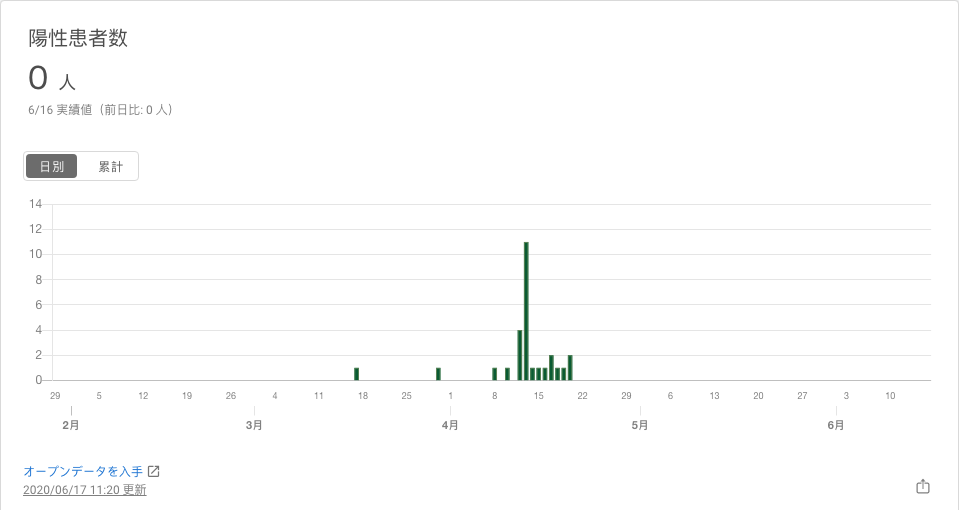 陽性患者数
0 人
6/16 実績値（前日比: 0 人）
日別 累計
14
12
10
8
6
4
2
0
29 5 12 19 26 4 11 18 25 1 8 15 22 29 6 13 20 27 3 10
2月 3月 4月 5月 6月
オープンデータを入手
2020/06/17 11:20 更新